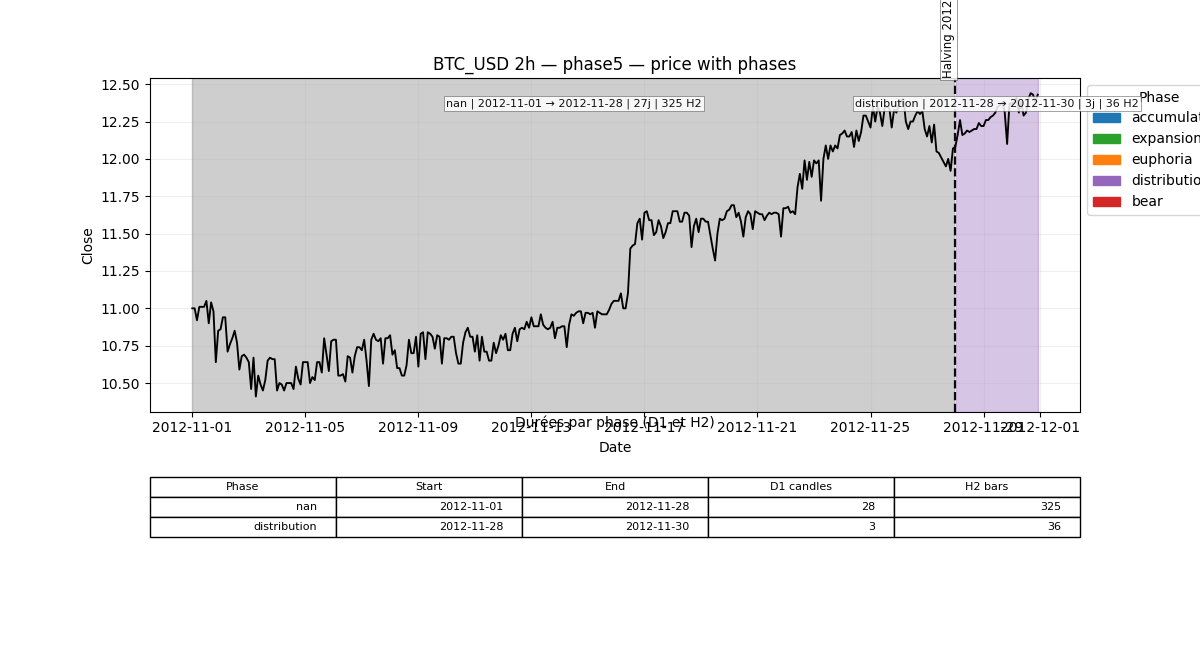 Halving 2012
BTC_USD 2h — phase5 — price with phases
12.50
12.25
12.00
11.75
11.50
11.25
11.00
10.75
10.50
Close
nan | 2012-11-01 → 2012-11-28 | 27j | 325 H2
distribution | 2012-11-28 → 2012-11-30 | 3j | 36 H2
Phase
accumulat
expansion
euphoria
distributio
bear
2012-11-01 2012-11-05 2012-11-09 2012-11-13 2012-11-17 2012-11-21 2012-11-25 2012-11-29 2012-12-01
Durées par phase (D1 et H2)
Date
Phase Start End D1 candles H2 bars
nan 2012-11-01 2012-11-28 28 325
distribution 2012-11-28 2012-11-30 3 36